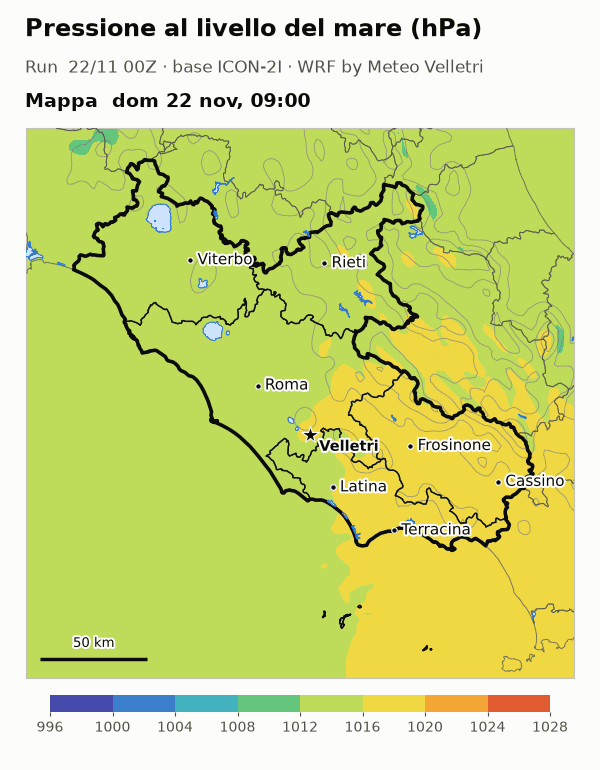 Pressione al livello del mare (hPa)
Run  22/11 00Z · base ICON-2I · WRF by Meteo Velletri
Mappa  dom 22 nov, 09:00
Viterbo
Rieti
Roma
Velletri
Frosinone
Latina
Cassino
Terracina
50 km
996 1000 1004 1008 1012 1016 1020 1024 1028